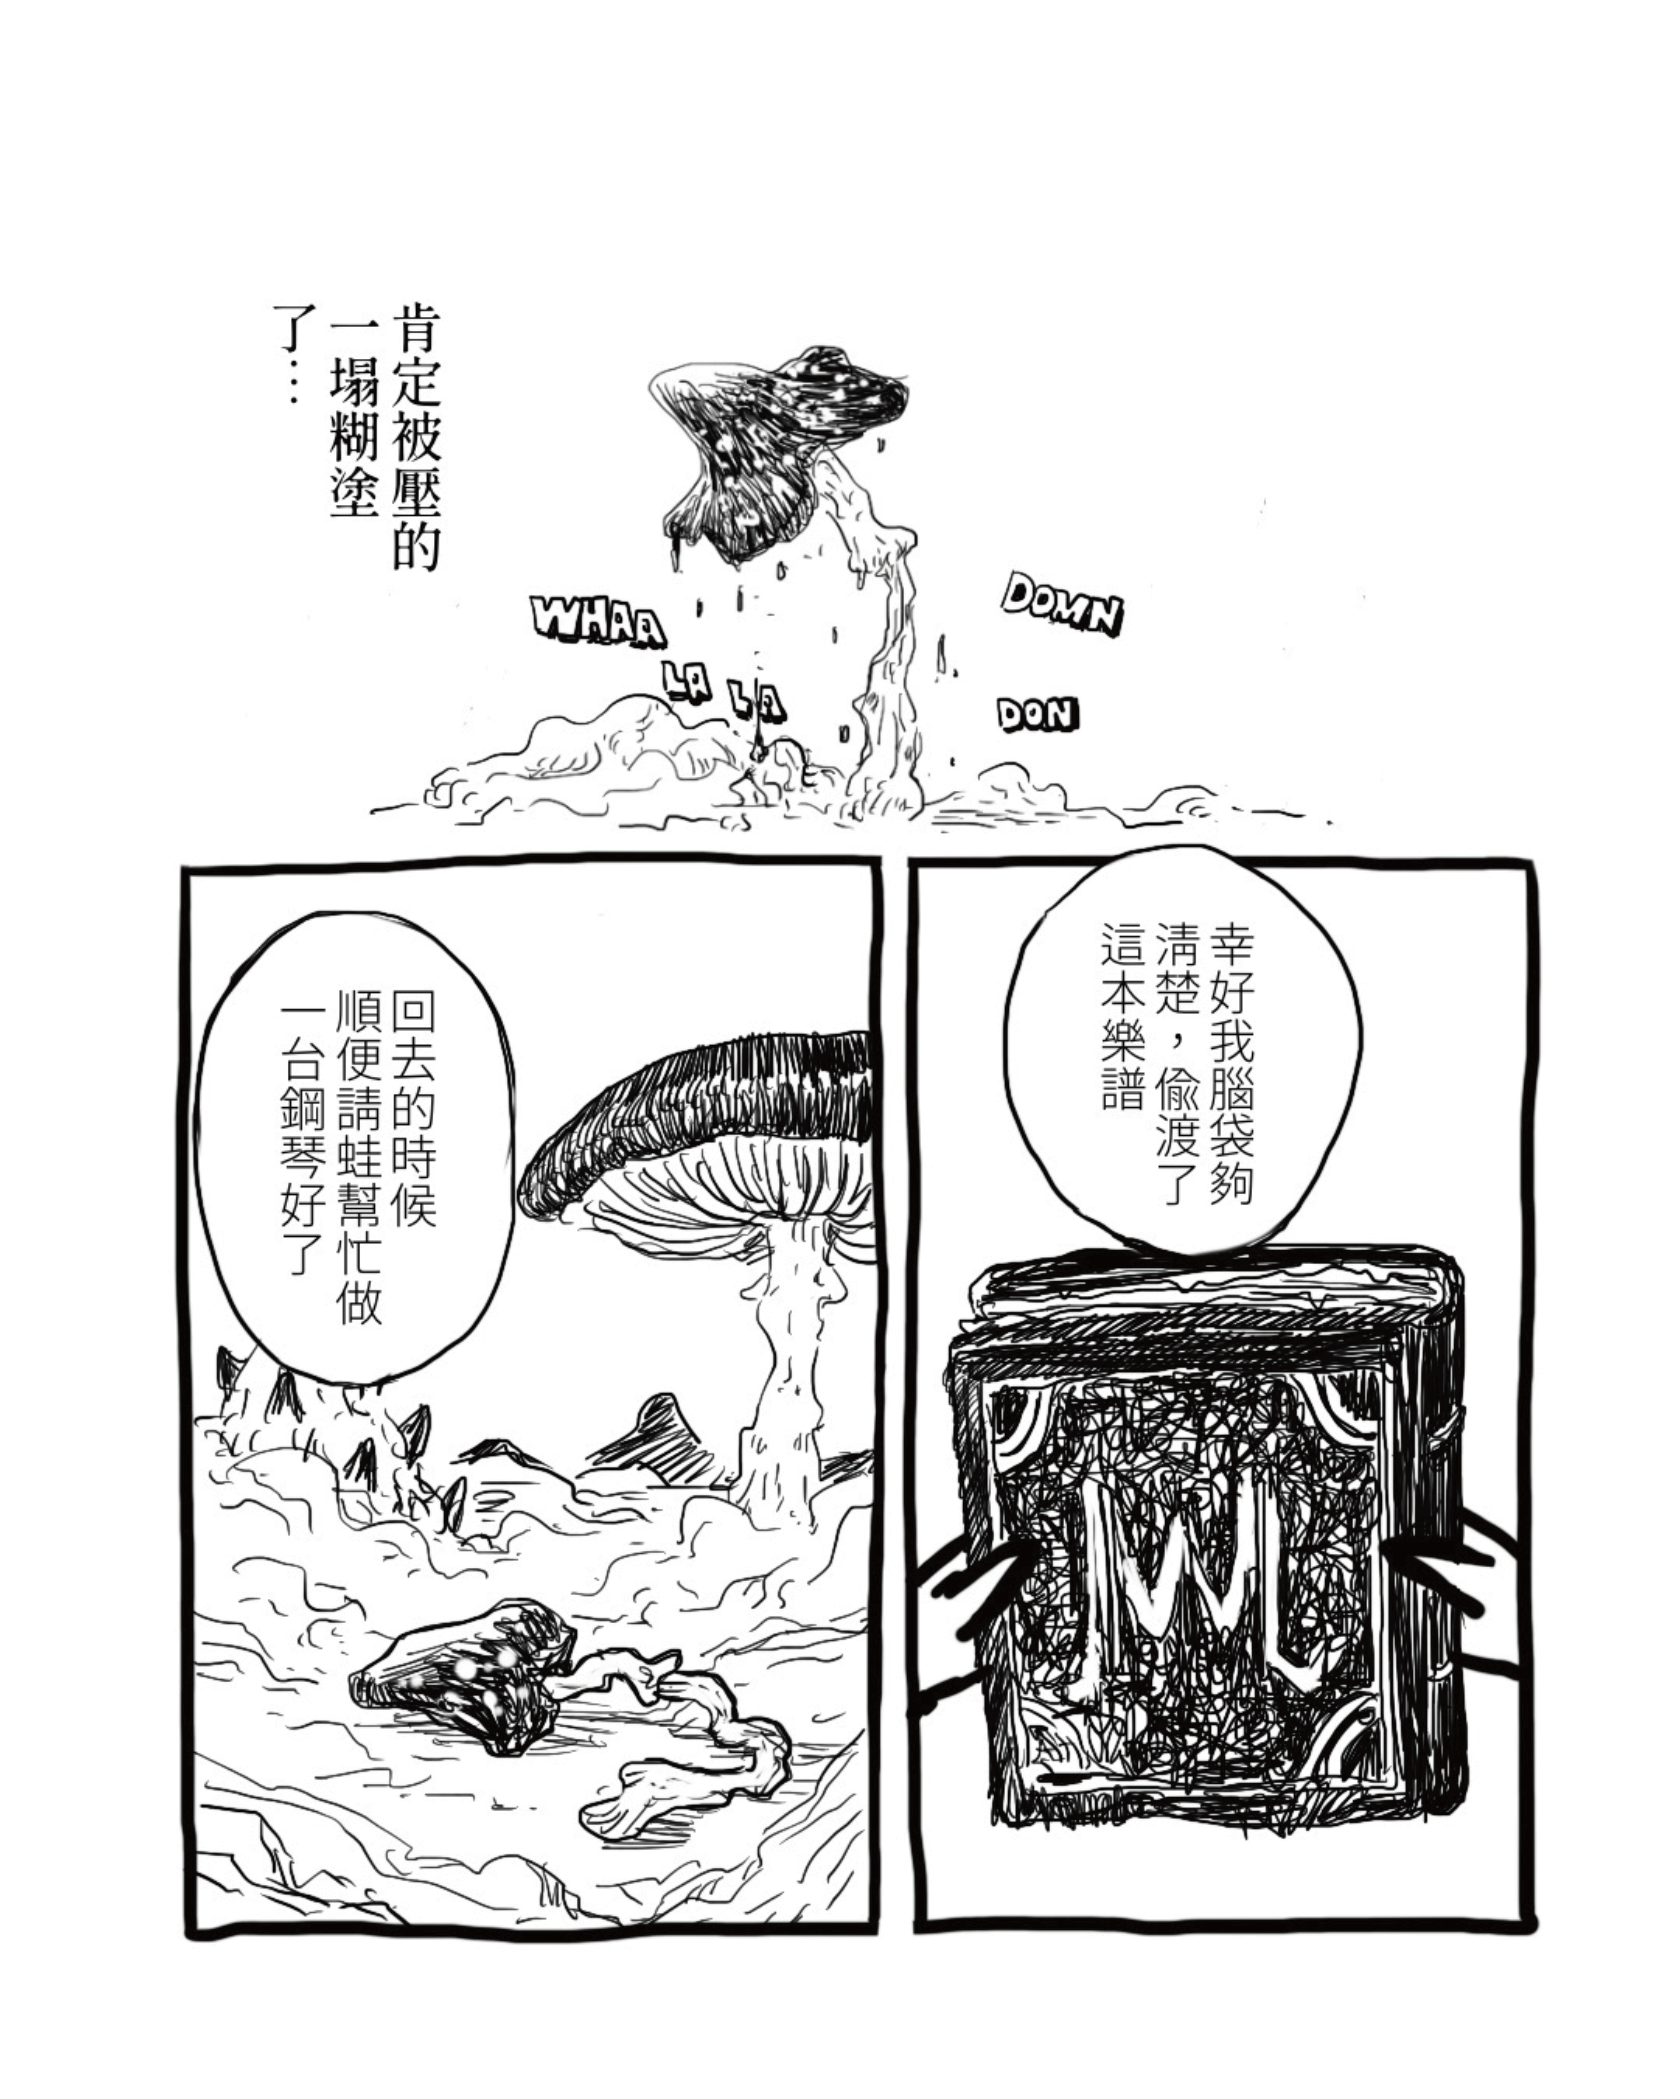 肯定被壓的
一塌糊塗
了…
WHAA
LA LA
DOMN
DON
幸好我腦袋夠
清楚，偷渡了
這本樂譜
回去的時候
順便請蛙幫忙做
一台鋼琴好了